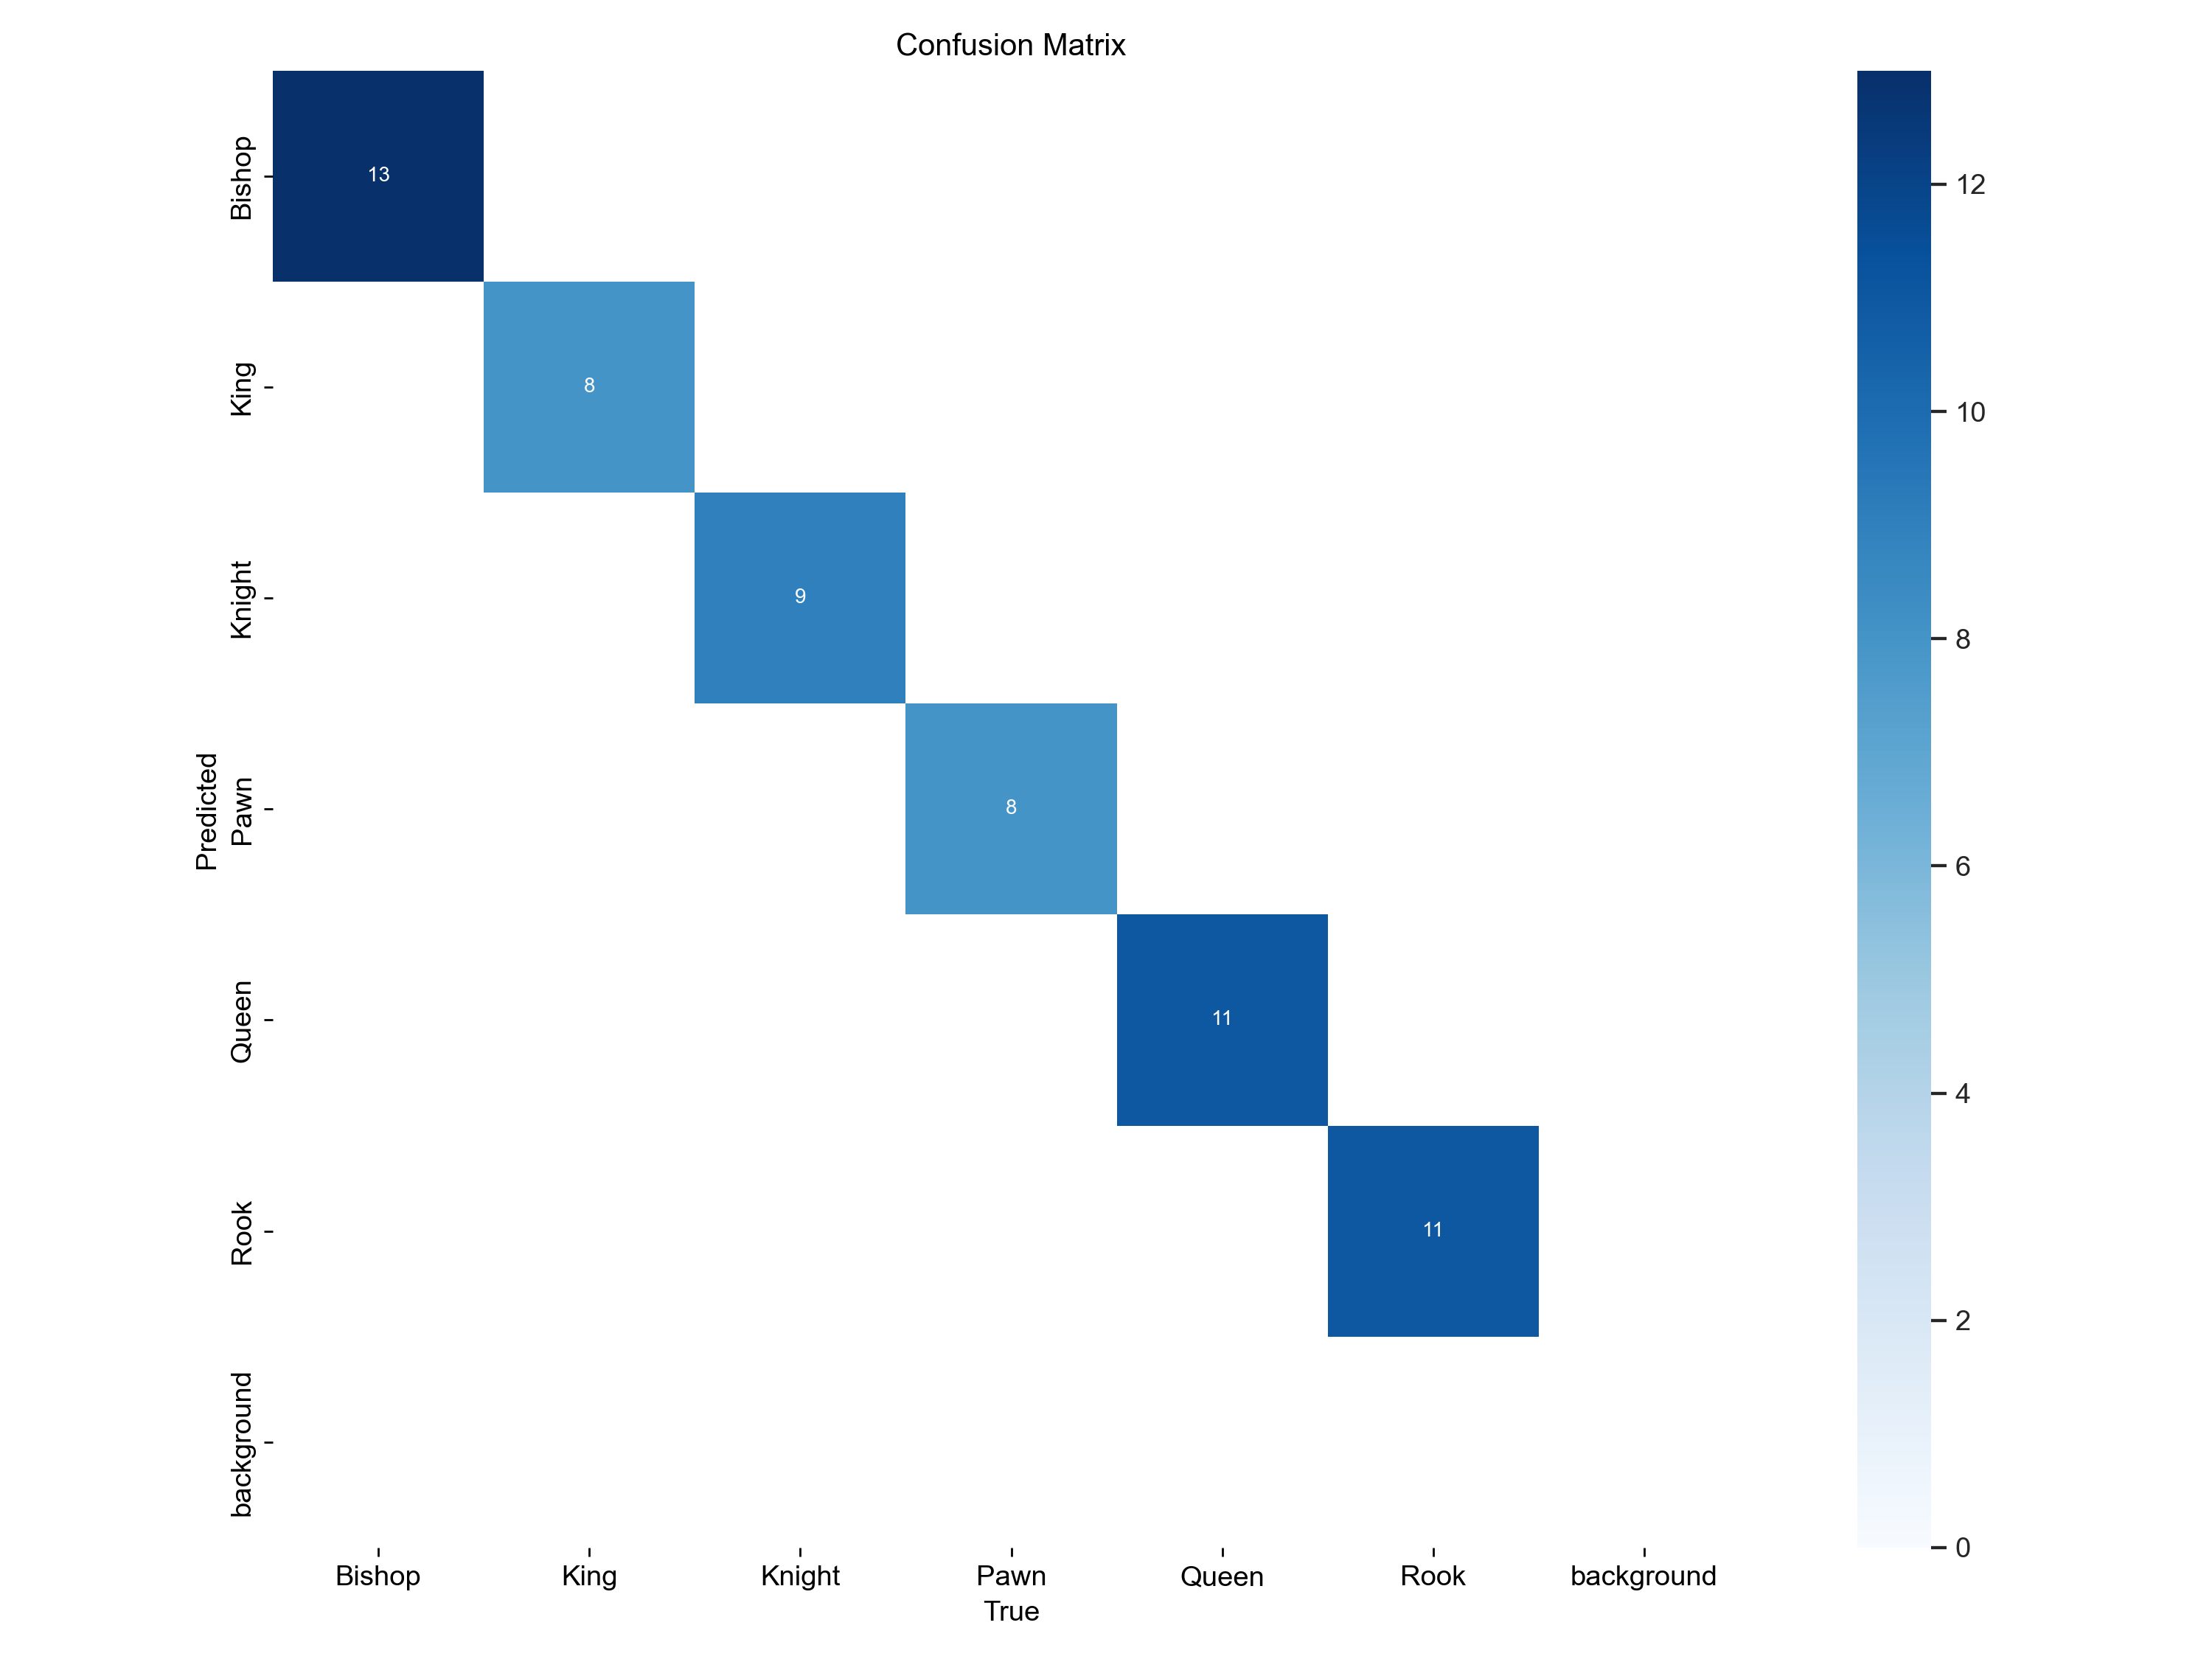 Confusion Matrix
Bishop
13
12
King
8
10
Knight
9
8
Predicted
Pawn
8
6
Queen
11
4
Rook
11
2
background
0
Bishop King Knight Pawn Queen Rook background
True